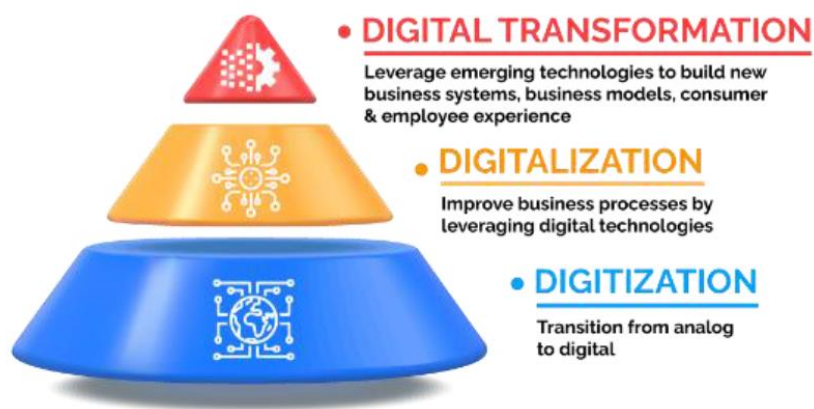 DIGITAL TRANSFORMATION
Leverage emerging technologies to build new
business systems, business models, consumer
& employee experience
DIGITALIZATION
Improve business processes by
leveraging digital technologies
DIGITIZATION
Transition from analog
to digital